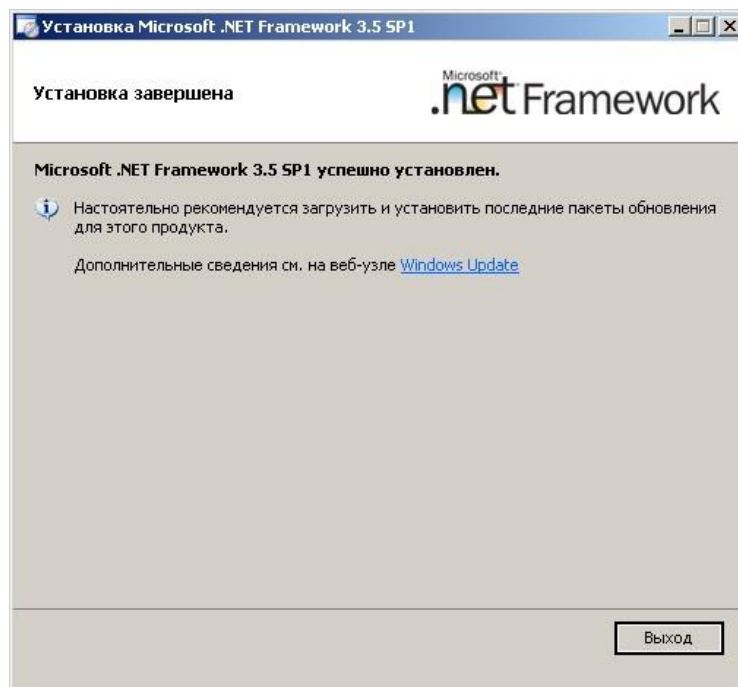 Установка Microsoft .NET Framework 3.5 SP1
Установка завершена
Microsoft
.net Framework
Microsoft .NET Framework 3.5 SP1 успешно установлен.
Настоятельно рекомендуется загрузить и установить последние пакеты обновления
для этого продукта.
Дополнительные сведения см. на веб-узле Windows Update
Выход